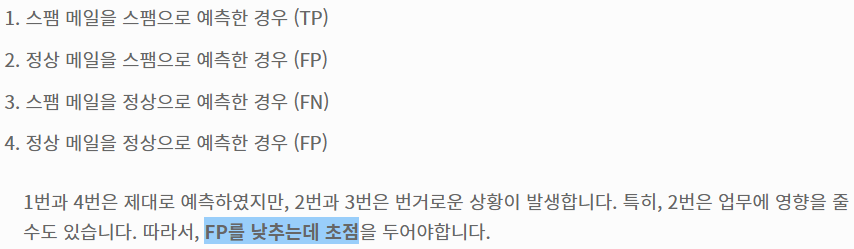 1. 스팸 메일을 스팸으로 예측한 경우 (TP)
2. 정상 메일을 스팸으로 예측한 경우 (FP)
3. 스팸 메일을 정상으로 예측한 경우 (FN)
4. 정상 메일을 정상으로 예측한 경우 (FP)
1번과 4번은 제대로 예측하였지만, 2번과 3번은 번거로운 상황이 발생합니다. 특히, 2번은 업무에 영향을 줄
수도 있습니다. 따라서, FP를 낮추는데 초점을 두어야합니다.